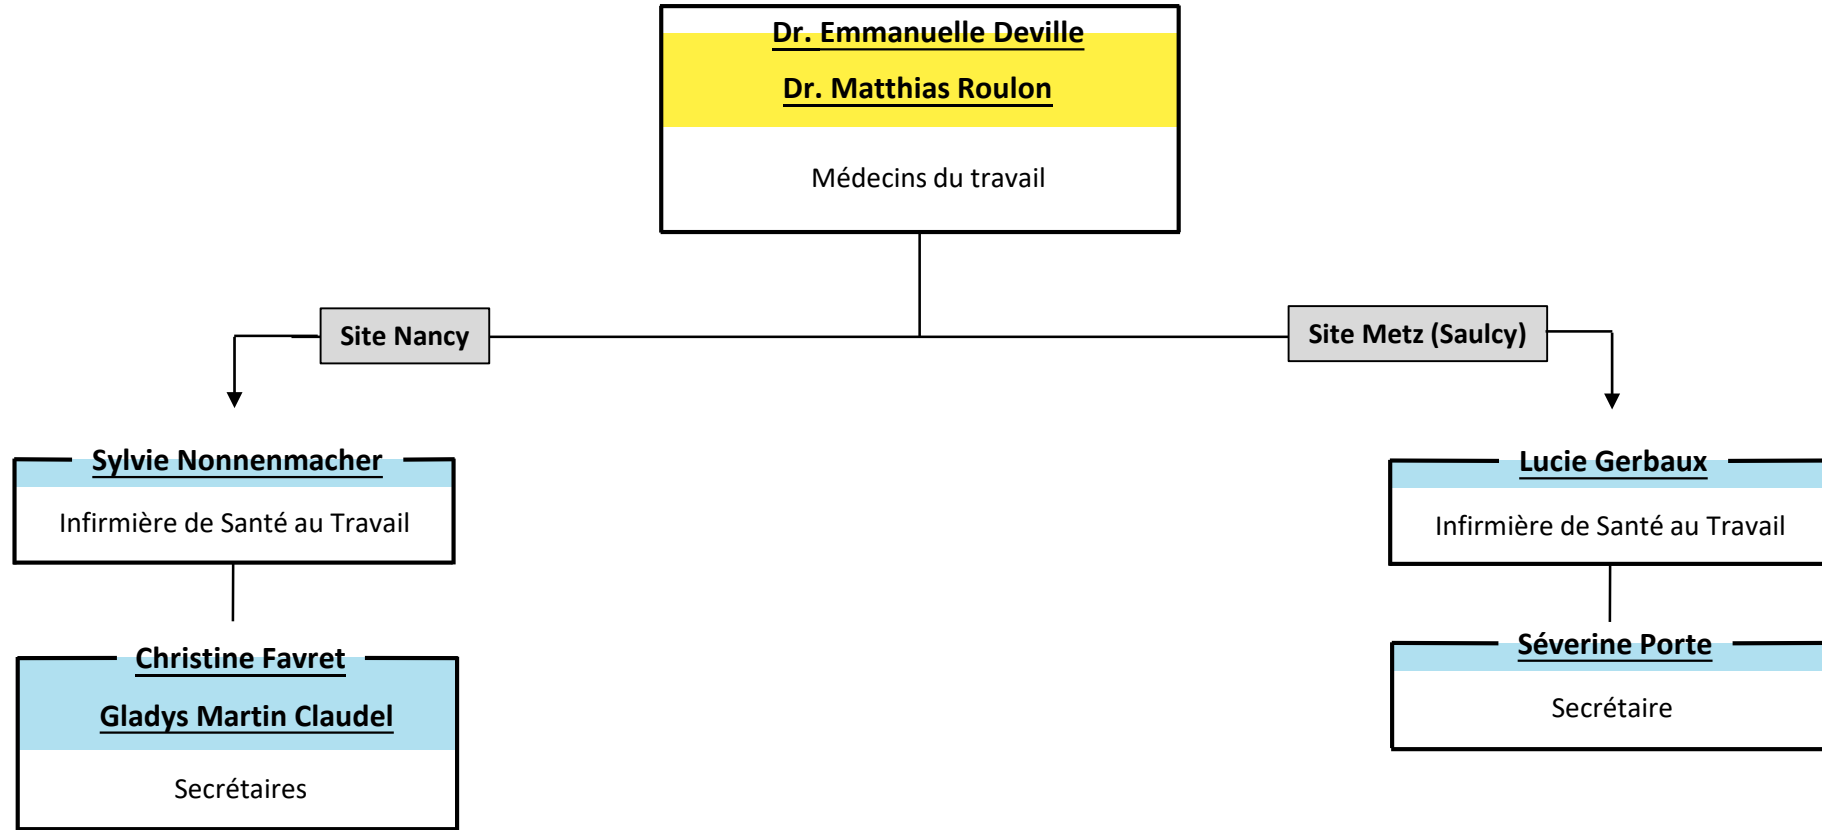 Dr. Emmanuelle Deville
Dr. Matthias Roulon
Médecins du travail
Site Nancy
Site Metz (Saulcy)
Sylvie Nonnenmacher
Infirmière de Santé au Travail
Lucie Gerbaux
Infirmière de Santé au Travail
Christine Favret
Gladys Martin Claudel
Secrétaires
Séverine Porte
Secrétaire